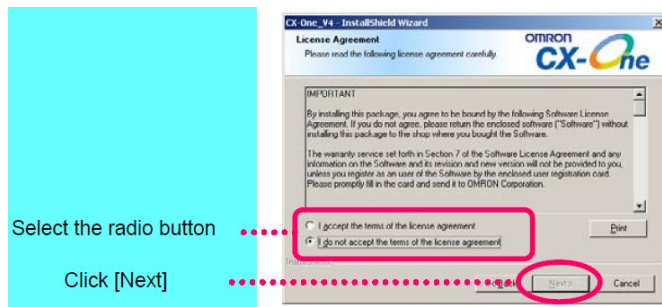 CX-One_V4 - InstallShield Wizard
License Agreement
Please read the following license agreement carefully.
OMRON
CX-One
IMPORTANT
By installing this package, you agree to be bound by the following Software License
Agreement. If you do not agree, please return the enclosed software ("Software") without
installing this package to the shop where you bought the Software.
The warranty service set forth in Section 7 of the Software License Agreement and any
information on the Software and its revision and new version will not be provided to you,
unless you register as an user of the Software by the enclosed user registration card.
Please promptly fill in the card and send it to OMRON Corporation.
Select the radio button
I accept the terms of the license agreement
Print
I do not accept the terms of the license agreement
Click [Next]
< Back
Next >
Cancel